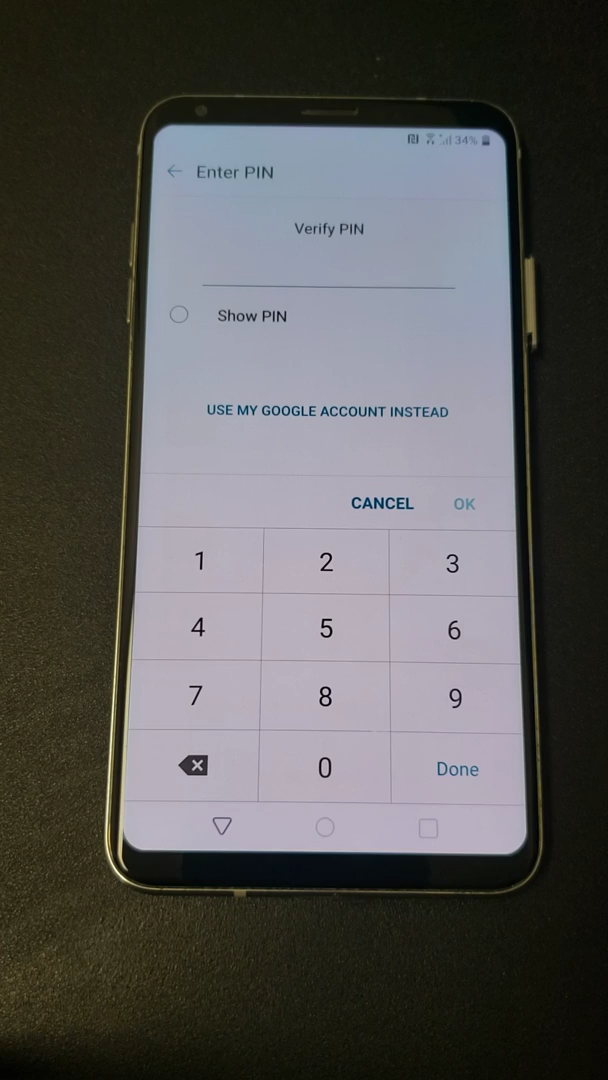 34%
Enter PIN
Verify PIN
Show PIN
USE MY GOOGLE ACCOUNT INSTEAD
CANCEL OK
1 2 3
4 5 6
7 8 9
0 Done